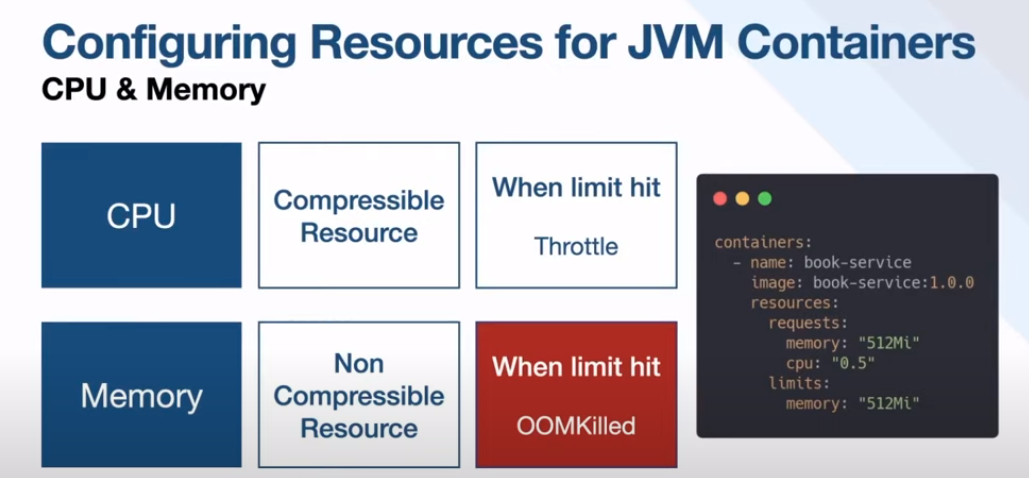 Configuring Resources for JVM Containers
CPU & Memory
CPU
Compressible
Resource
When limit hit
Throttle
Memory
Non
Compressible
Resource
When limit hit
OOMKilled
containers:
  - name: book-service
    image: book-service:1.0.0
    resources:
      requests:
        memory: "512Mi"
        cpu: "0.5"
      limits:
        memory: "512Mi"